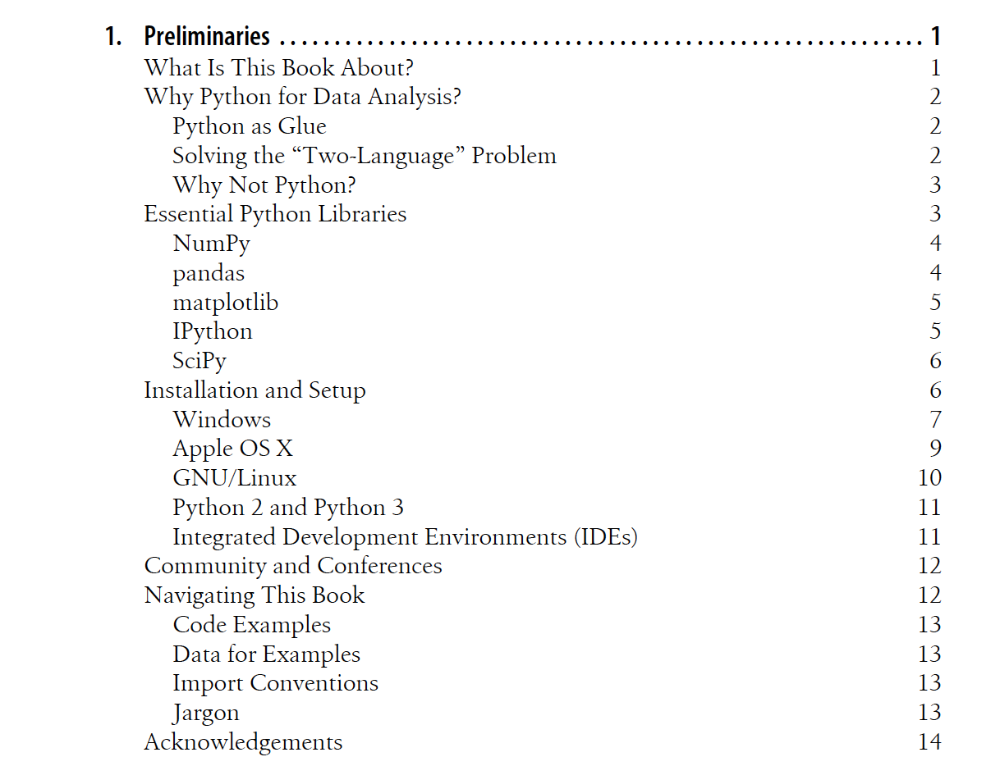 1. Preliminaries . . . . . . . . . . . . . . . . . . . . . . . . . . . . . . . . . . . . . . . . . . . . . . . . . . . . . . . . . . . 1
What Is This Book About? 1
Why Python for Data Analysis? 2
Python as Glue 2
Solving the “Two-Language” Problem 2
Why Not Python? 3
Essential Python Libraries 3
NumPy 4
pandas 4
matplotlib 5
IPython 5
SciPy 6
Installation and Setup 6
Windows 7
Apple OS X 9
GNU/Linux 10
Python 2 and Python 3 11
Integrated Development Environments (IDEs) 11
Community and Conferences 12
Navigating This Book 12
Code Examples 13
Data for Examples 13
Import Conventions 13
Jargon 13
Acknowledgements 14